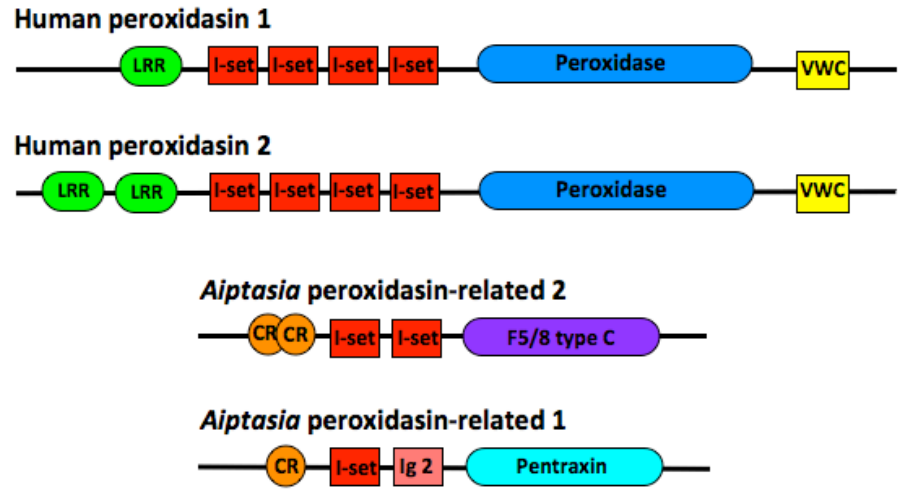 Human peroxidasin 1
LRR I-set I-set I-set I-set Peroxidase VWC
Human peroxidasin 2
LRR LRR I-set I-set I-set I-set Peroxidase VWC
Aiptasia peroxidasin-related 2
CR CR I-set I-set F5/8 type C
Aiptasia peroxidasin-related 1
CR I-set Ig 2 Pentraxin